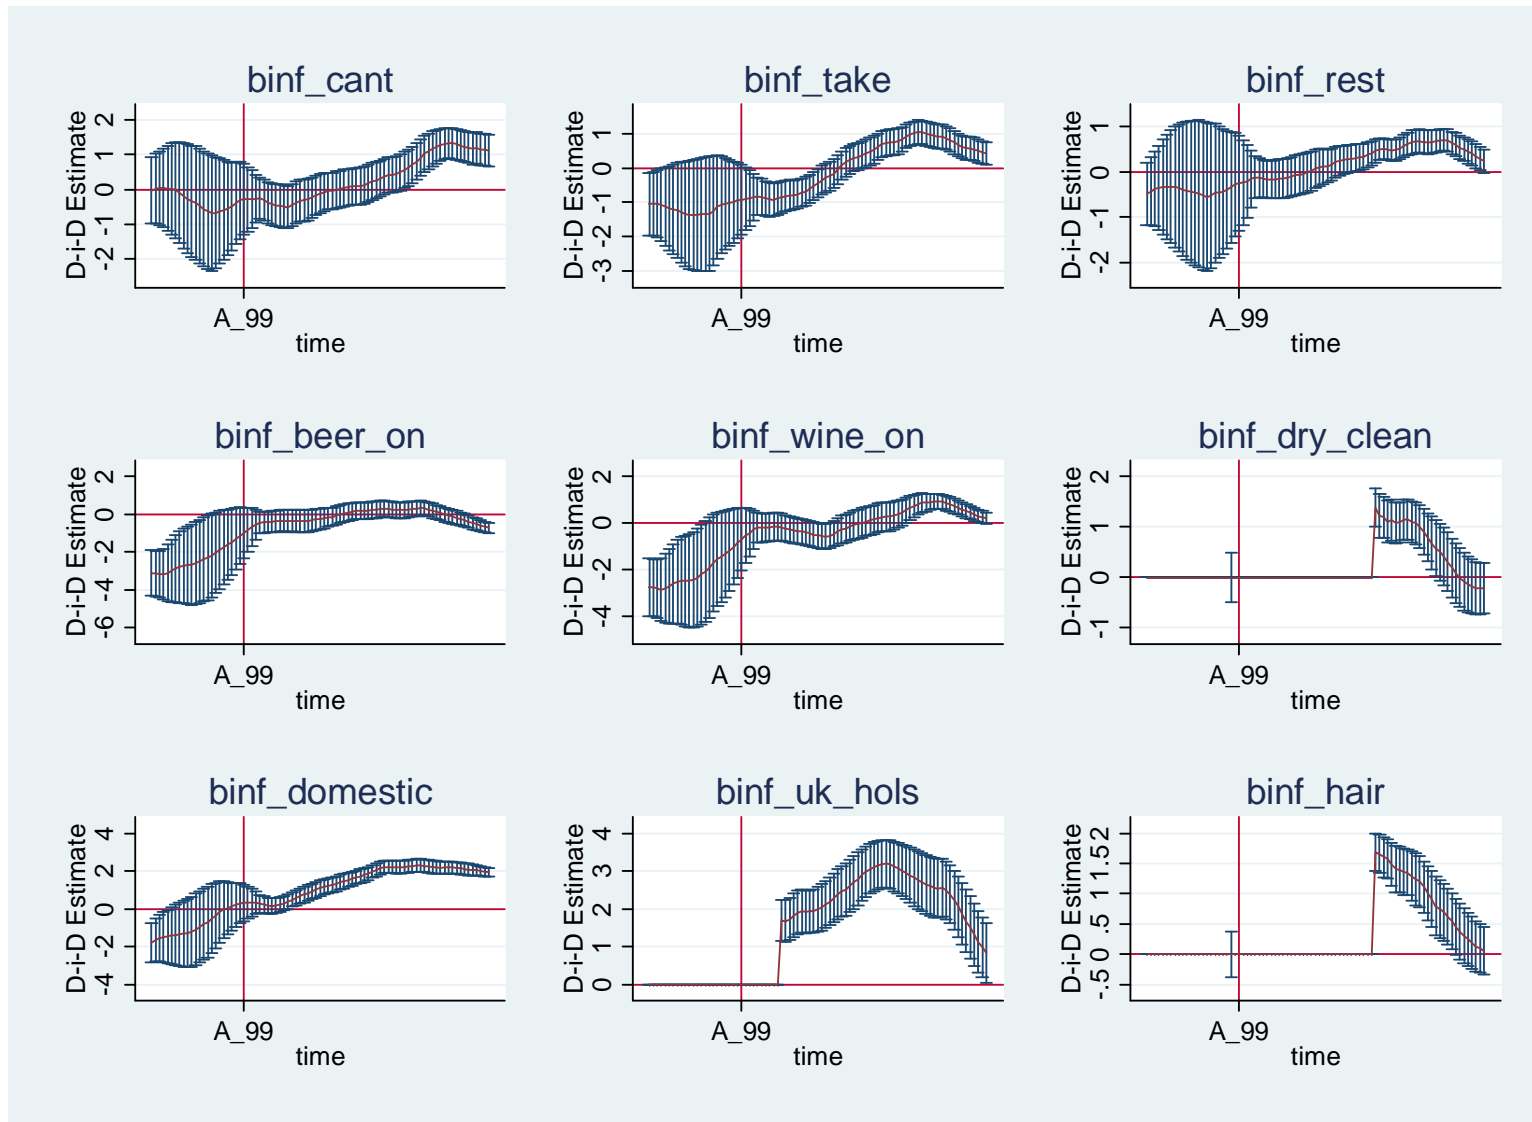 binf_cant
D-i-D Estimate
2
1
0
-1
-2
A_99
time
binf_take
D-i-D Estimate
1
0
-1
-2
-3
A_99
time
binf_rest
D-i-D Estimate
1
0
-1
-2
A_99
time
binf_beer_on
D-i-D Estimate
2
0
-2
-4
-6
A_99
time
binf_wine_on
D-i-D Estimate
2
0
-2
-4
A_99
time
binf_dry_clean
D-i-D Estimate
2
1
0
-1
A_99
time
binf_domestic
D-i-D Estimate
4
2
0
-2
-4
A_99
time
binf_uk_hols
D-i-D Estimate
4
3
2
1
0
A_99
time
binf_hair
D-i-D Estimate
2
1.5
1
.5
0
-.5
A_99
time